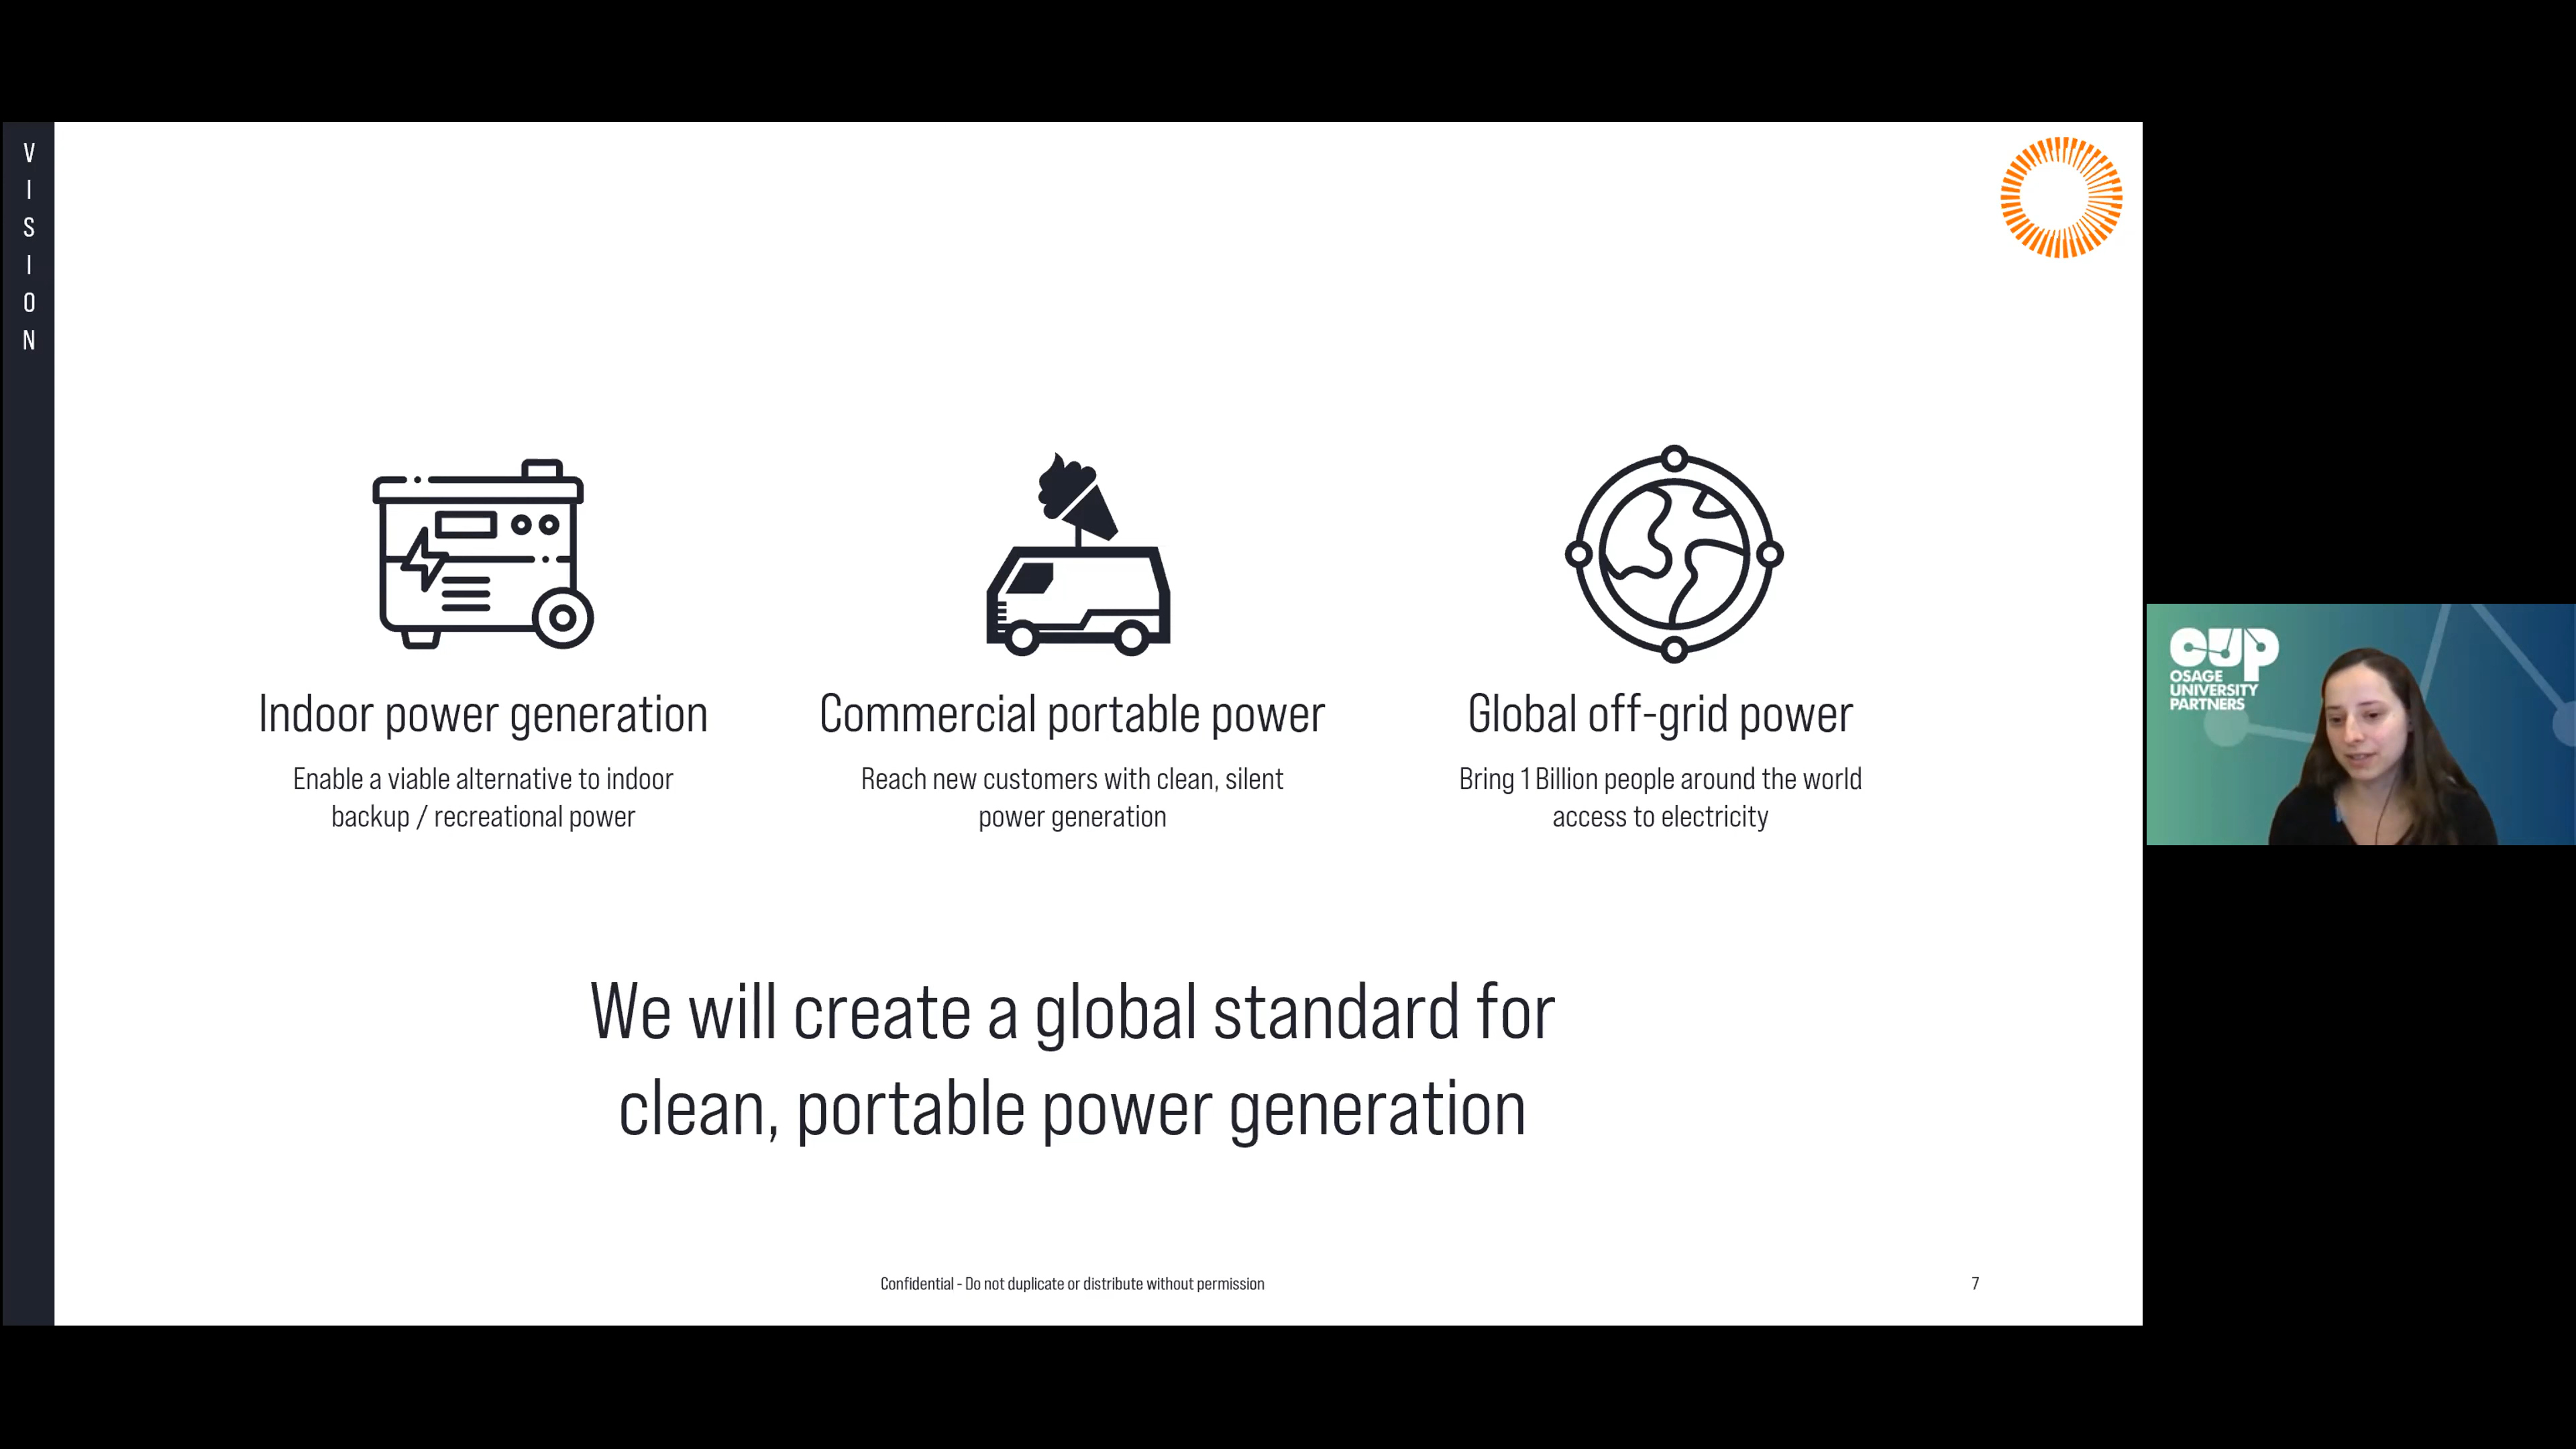 VISION
Indoor power generation
Enable a viable alternative to indoor
backup / recreational power
Commercial portable power
Reach new customers with clean, silent
power generation
Global off-grid power
Bring 1 Billion people around the world
access to electricity
We will create a global standard for
clean, portable power generation
Confidential - Do not duplicate or distribute without permission
7
oup
OSAGE
UNIVERSITY
PARTNERS